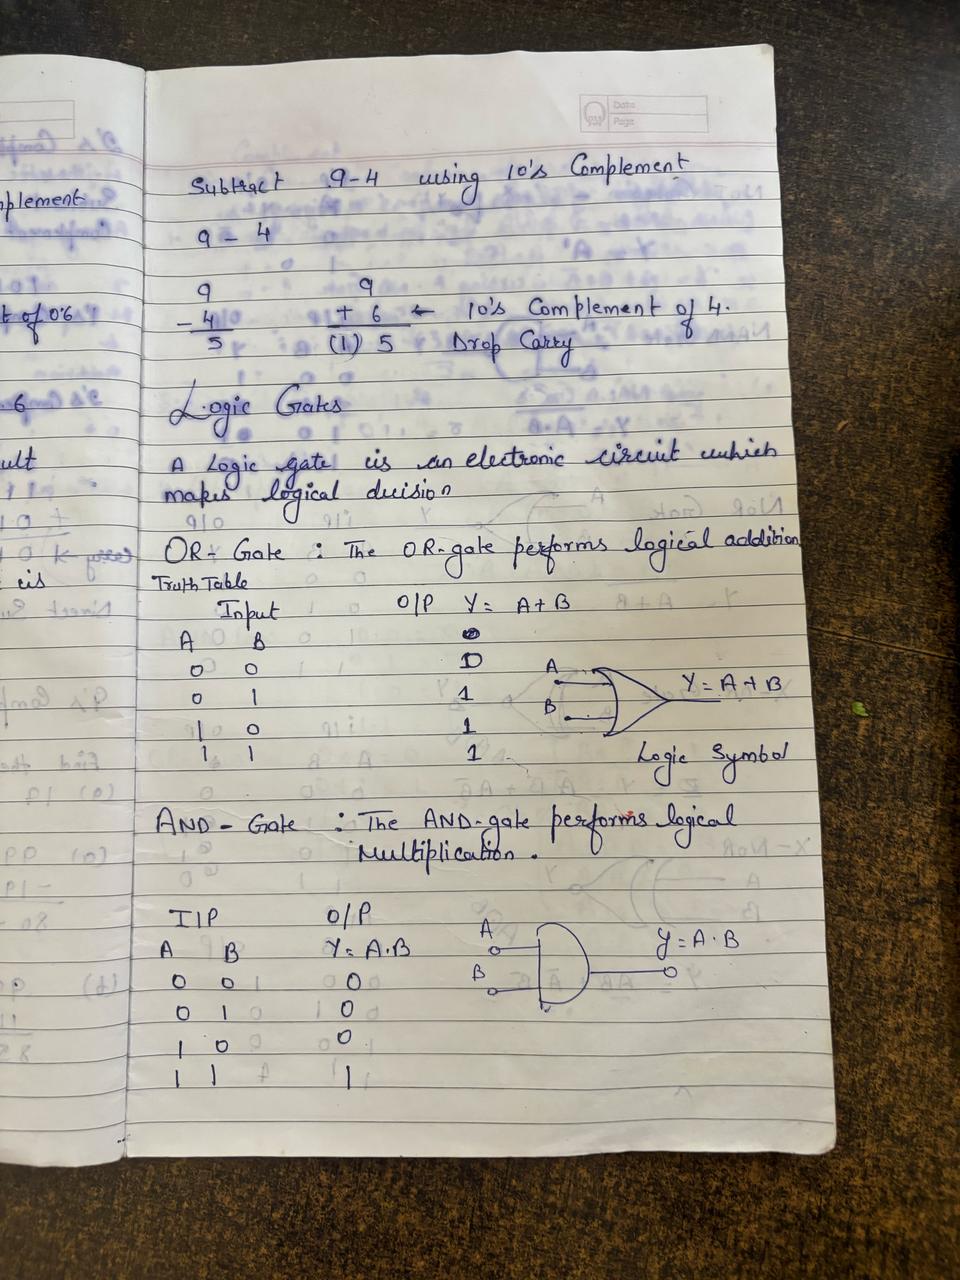 Date
Page
plement
t of 06
. 6
ult
is
Subtract 9-4 using 10's Complement
9 - 4
9 9
- 4 + 6 ← 10's Complement of 4.
5 (1) 5 Drop Carry
Logic Gates
A Logic gate is an electronic circuit which
makes logical decision
OR- Gate : The OR-gate performs logical addition
Truth Table
Input O/P Y = A+B
A B
0 0 0
0 1 1
1 0 1
1 1 1
A
B
Y = A + B
Logic Symbol
AND - Gate : The AND-gate performs logical
Multiplication .
I/P O/P
A B Y = A.B
0 0 0
0 1 0
1 0 0
1 1 1
A
B
Y = A . B